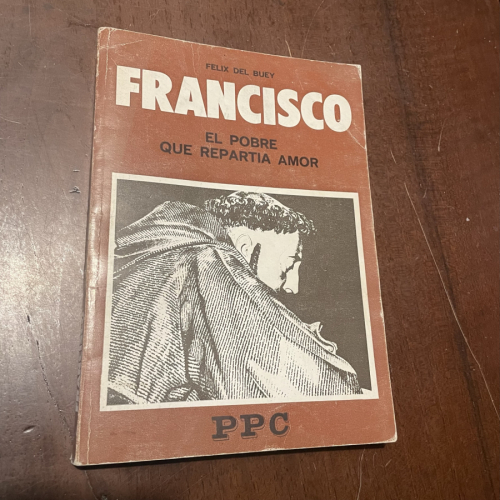 FELIX DEL BUEY
FRANCISCO
EL POBRE
QUE REPARTIA AMOR
PPC